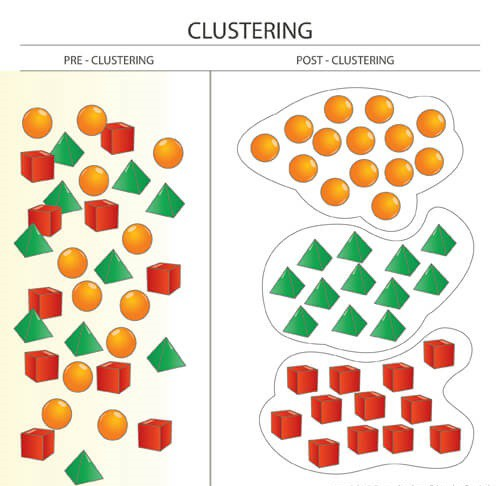 CLUSTERING
PRE - CLUSTERING
POST - CLUSTERING